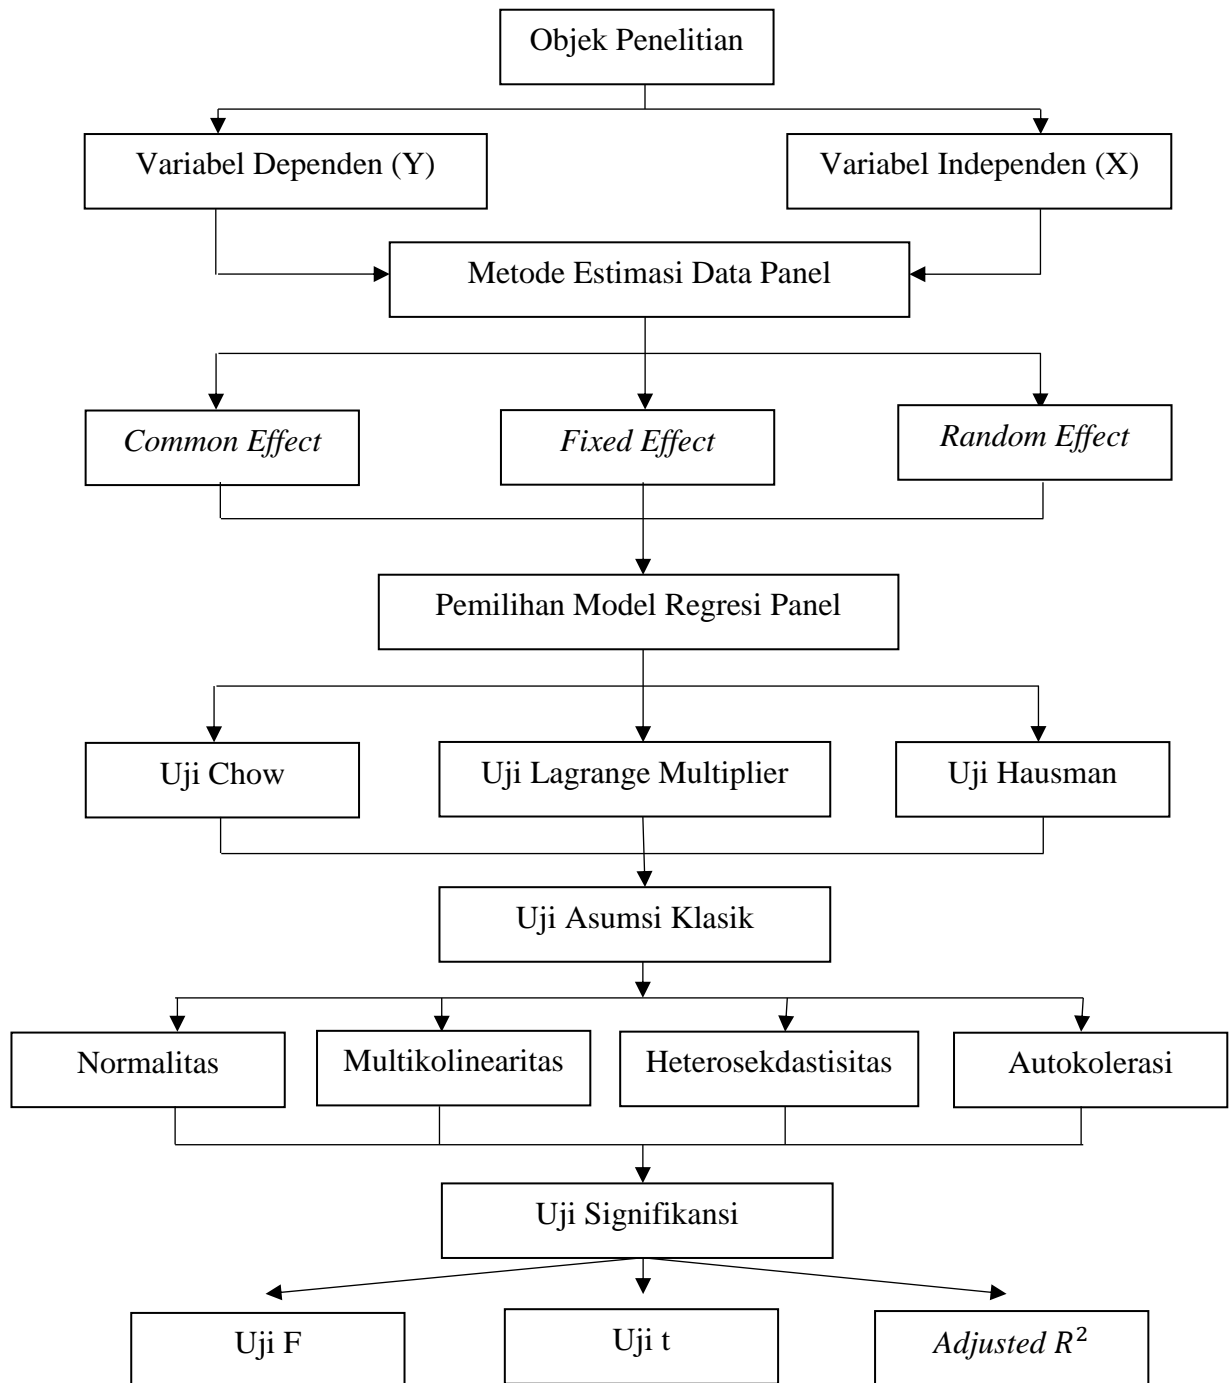 Objek Penelitian
Variabel Dependen (Y)
Variabel Independen (X)
Metode Estimasi Data Panel
Common Effect
Fixed Effect
Random Effect
Pemilihan Model Regresi Panel
Uji Chow
Uji Lagrange Multiplier
Uji Hausman
Uji Asumsi Klasik
Normalitas
Multikolinearitas
Heterosekdastisitas
Autokolerasi
Uji Signifikansi
Uji F
Uji t
Adjusted R²